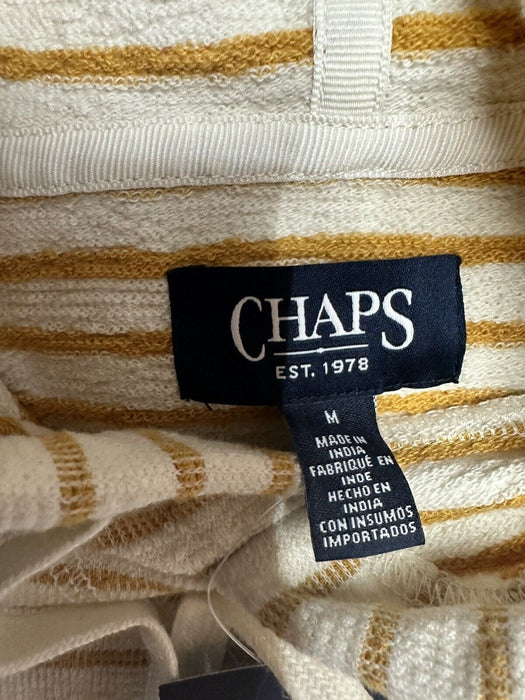 CHAPS
EST. 1978
M
MADE IN
INDIA
FABRIQUÉ EN
INDE
HECHO EN
INDIA
CON INSUMOS
IMPORTADOS